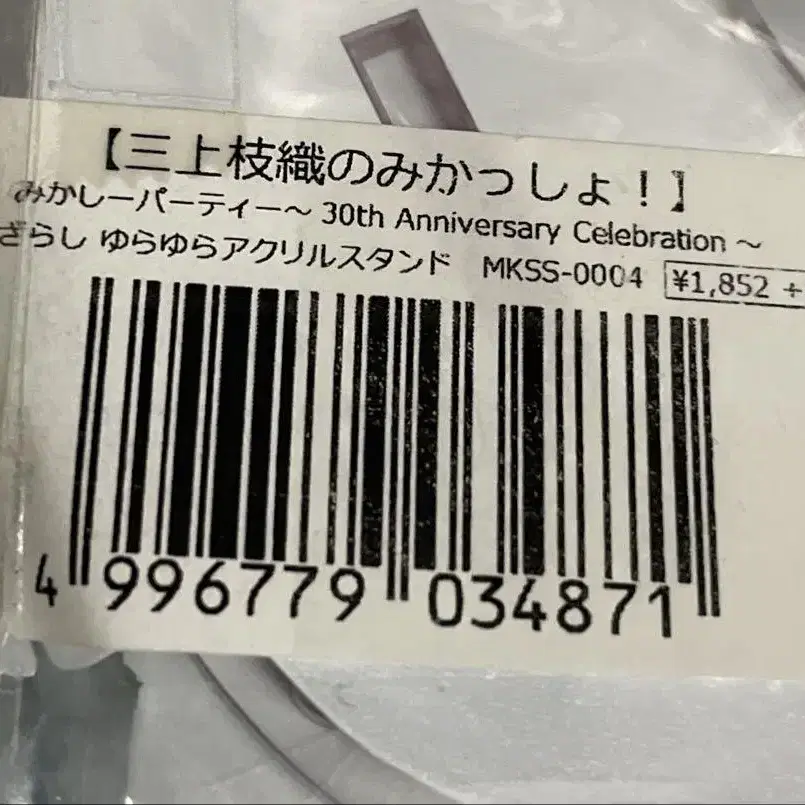 【三上枝織のみかっしょ！】
みかしーパーティー～ 30th Anniversary Celebration ～
ざらし ゆらゆらアクリルスタンド MKSS-0004 ¥1,852 +
4 996779 034871